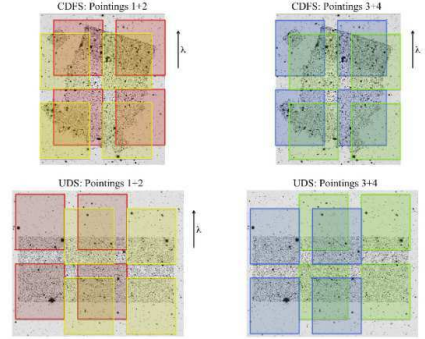 CDFS: Pointings 1+2
CDFS: Pointings 3+4
λ
λ
UDS: Pointings 1+2
UDS: Pointings 3+4
λ